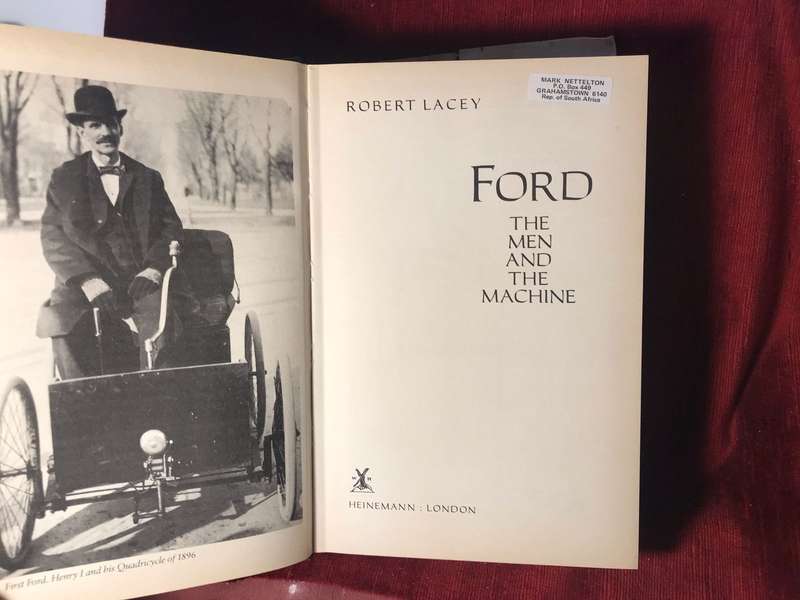 First Ford. Henry I and his Quadricycle of 1896
ROBERT LACEY
MARK NETTELTON
P.O. Box 449
GRAHAMSTOWN 6140
Rep. of South Africa
FORD
THE
MEN
AND
THE
MACHINE
HEINEMANN : LONDON